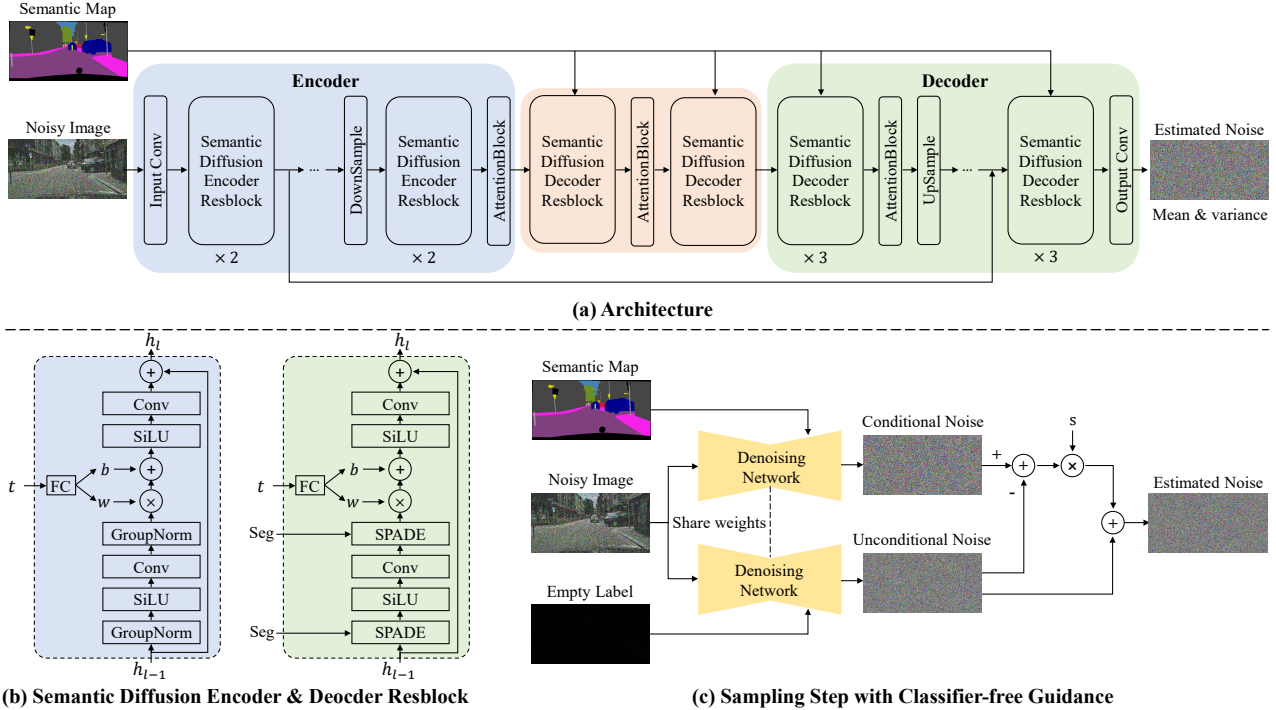 Semantic Map
Encoder
Decoder
Noisy Image
Input Conv
Semantic
Diffusion
Encoder
Resblock
× 2
...
DownSample
Semantic
Diffusion
Encoder
Resblock
× 2
AttentionBlock
Semantic
Diffusion
Decoder
Resblock
AttentionBlock
Semantic
Diffusion
Decoder
Resblock
Semantic
Diffusion
Decoder
Resblock
× 3
AttentionBlock
UpSample
...
Semantic
Diffusion
Decoder
Resblock
× 3
Output Conv
Estimated Noise
Mean & variance
(a) Architecture
h_l
+
Conv
SiLU
b
+
t
FC
w
×
GroupNorm
Conv
SiLU
GroupNorm
h_{l−1}
h_l
+
Conv
SiLU
b
+
t
FC
w
×
Seg
SPADE
Conv
SiLU
Seg
SPADE
h_{l−1}
(b) Semantic Diffusion Encoder & Deocder Resblock
Semantic Map
Noisy Image
Empty Label
Denoising
Network
Share weights
Denoising
Network
Conditional Noise
Unconditional Noise
+
-
+
s
×
+
Estimated Noise
(c) Sampling Step with Classifier-free Guidance